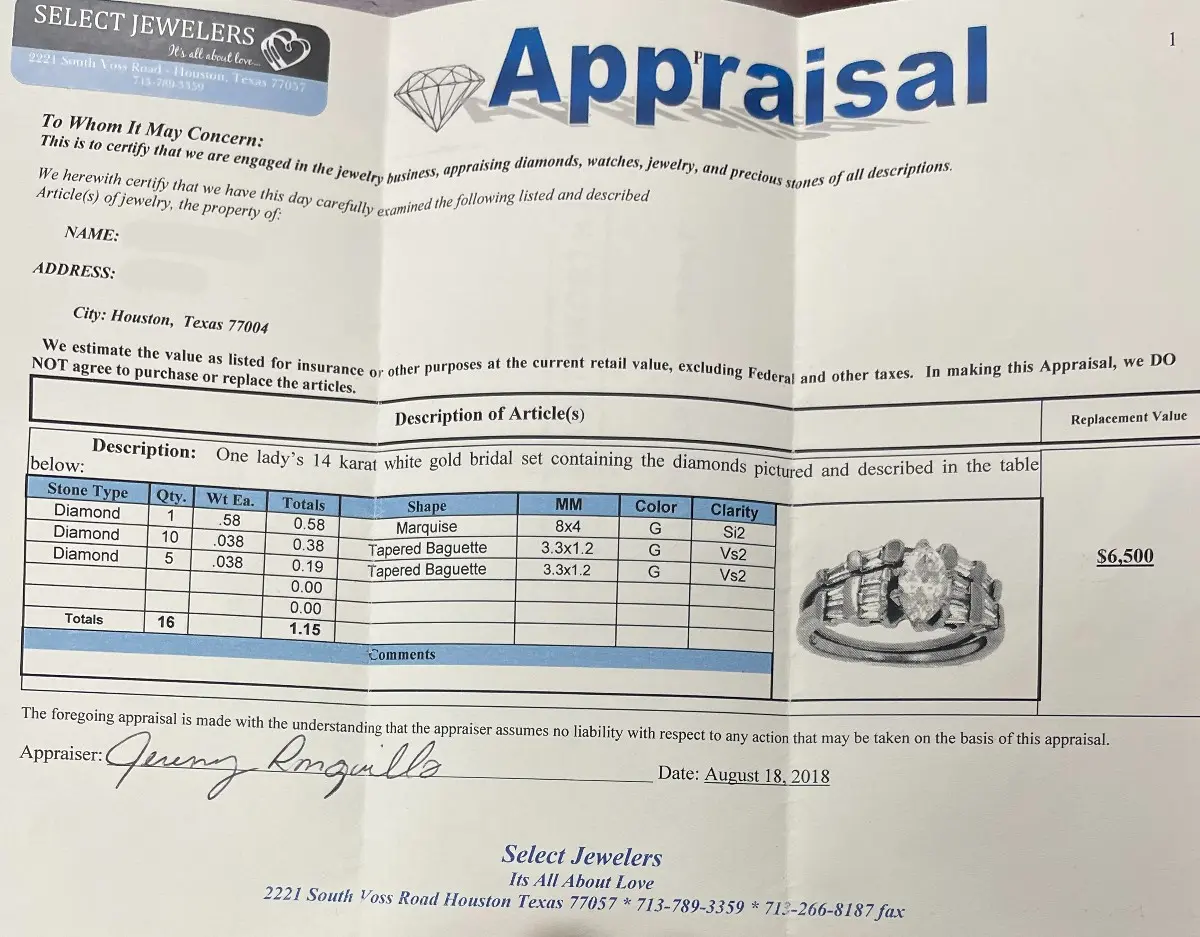 SELECT JEWELERS
It's all about love...
2221 South Voss Road - Houston, Texas 77057
713-789-3359
Appraisal
P
1
To Whom It May Concern:
This is to certify that we are engaged in the jewelry business, appraising diamonds, watches, jewelry, and precious stones of all descriptions.
We herewith certify that we have this day carefully examined the following listed and described
Article(s) of jewelry, the property of:
NAME:
ADDRESS:
City: Houston, Texas 77004
We estimate the value as listed for insurance or other purposes at the current retail value, excluding Federal and other taxes. In making this Appraisal, we DO
NOT agree to purchase or replace the articles.
Description of Article(s) Replacement Value
Description: One lady's 14 karat white gold bridal set containing the diamonds pictured and described in the table
below:
Stone Type Qty. Wt Ea. Totals Shape MM Color Clarity
Diamond 1 .58 0.58 Marquise 8x4 G Si2
Diamond 10 .038 0.38 Tapered Baguette 3.3x1.2 G Vs2
Diamond 5 .038 0.19 Tapered Baguette 3.3x1.2 G Vs2
0.00
0.00
Totals 16 1.15
Comments
$6,500
The foregoing appraisal is made with the understanding that the appraiser assumes no liability with respect to any action that may be taken on the basis of this appraisal.
Appraiser: Jeremy Ronquillo Date: August 18, 2018
Select Jewelers
Its All About Love
2221 South Voss Road Houston Texas 77057 * 713-789-3359 * 713-266-8187 fax